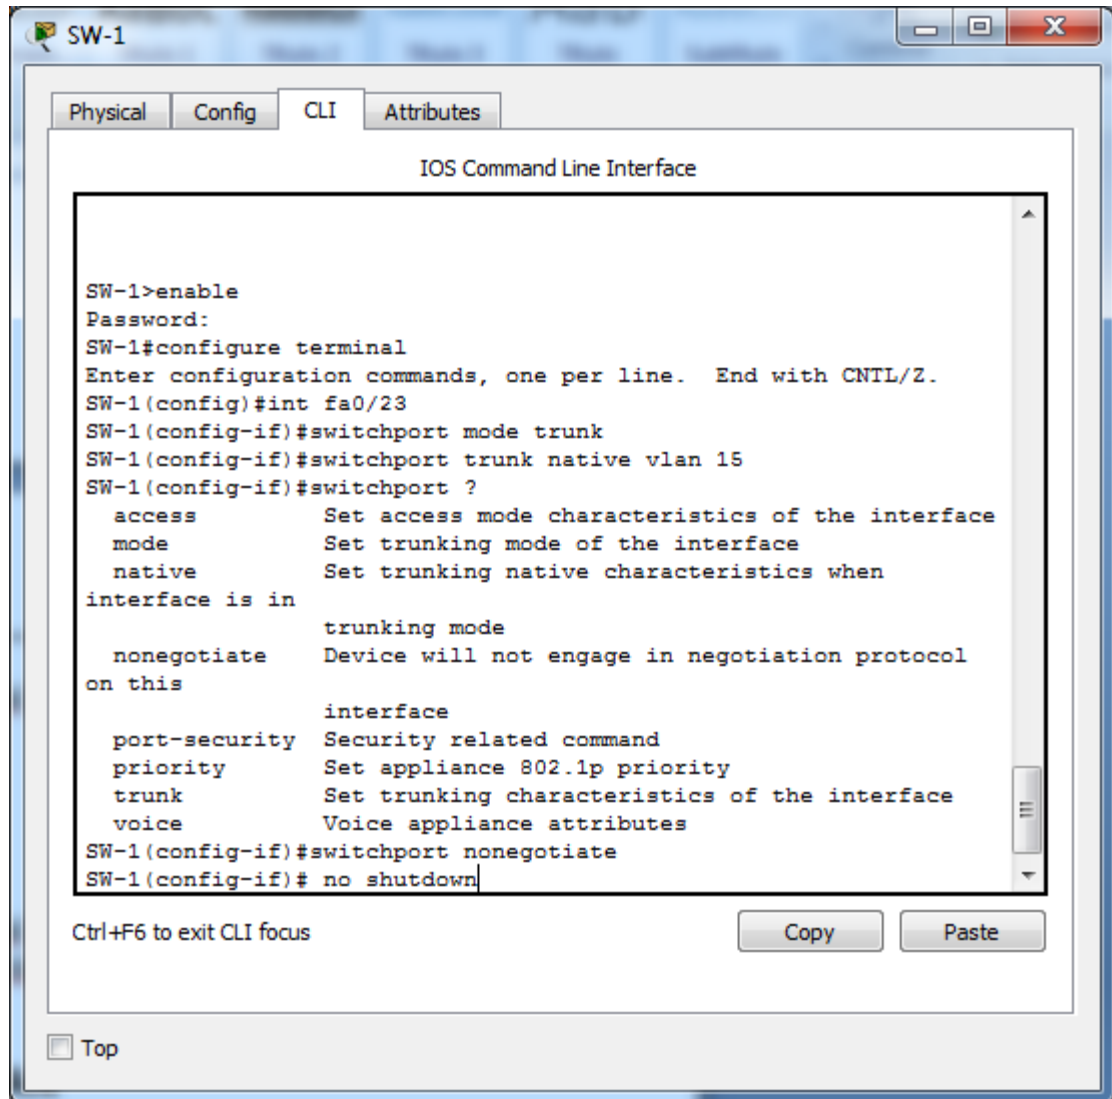 SW-1
Physical Config CLI Attributes
IOS Command Line Interface
SW-1>enable
Password:
SW-1#configure terminal
Enter configuration commands, one per line.  End with CNTL/Z.
SW-1(config)#int fa0/23
SW-1(config-if)#switchport mode trunk
SW-1(config-if)#switchport trunk native vlan 15
SW-1(config-if)#switchport ?
  access         Set access mode characteristics of the interface
  mode           Set trunking mode of the interface
  native         Set trunking native characteristics when
interface is in
                 trunking mode
  nonegotiate    Device will not engage in negotiation protocol
on this
                 interface
  port-security  Security related command
  priority       Set appliance 802.1p priority
  trunk          Set trunking characteristics of the interface
  voice          Voice appliance attributes
SW-1(config-if)#switchport nonegotiate
SW-1(config-if)# no shutdown
Ctrl+F6 to exit CLI focus
Copy Paste
Top